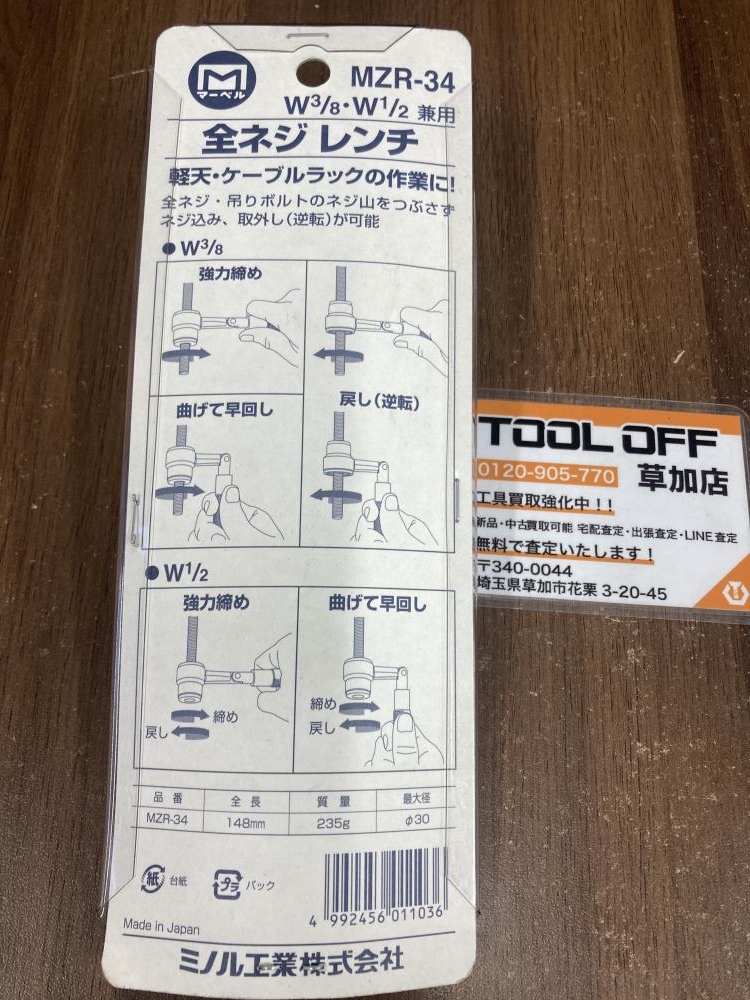 M
マーベル
MZR-34
W3/8・W1/2 兼用
全ネジ レンチ
軽天・ケーブルラックの作業に!
全ネジ・吊りボルトのネジ山をつぶさず
ネジ込み、取外し(逆転)が可能
●W3/8
強力締め
曲げて早回し
戻し(逆転)
●W1/2
強力締め
締め
戻し
曲げて早回し
締め
戻し
品 番 全 長 質 量 最大径
MZR-34 148mm 235g φ30
紙 台紙
プラ パック
4 992456 011036
Made in Japan
ミノル工業株式会社
TOOL OFF
0120-905-770 草加店
工具買取強化中!!
新品・中古買取可能 宅配査定・出張査定・LINE査定
無料で査定いたします!
〒340-0044
埼玉県草加市花栗 3-20-45